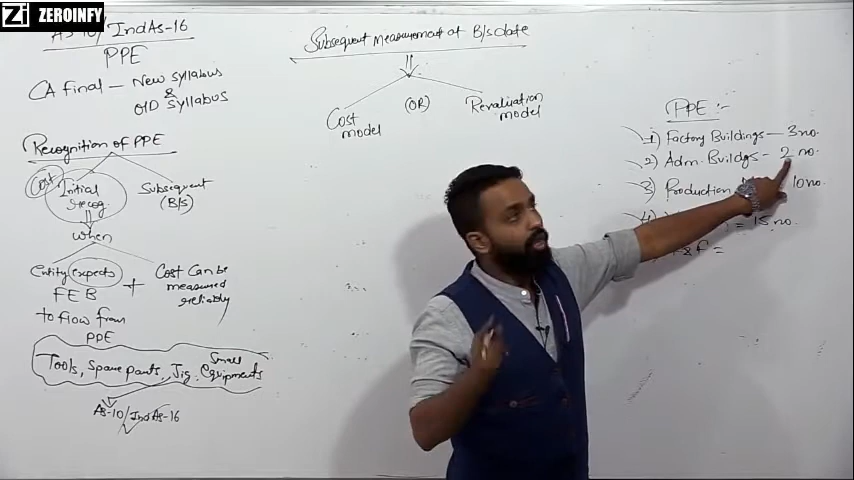 Zi ZEROINFY
AS-10/IndAs-16
PPE
CA final — New syllabus
&
OlD syllabus
Recognition of PPE
Cost
Initial recog.
Subsequent (B/S)
When
Entity expects
FEB
to flow from
PPE
+
Cost Can be
measured
reliably
Tools, Spare parts, Jig, Small Equipments
As-10/IndAs-16
Subsequent Measurement at B/s date
Cost model
(OR)
Revaluation model
PPE :-
1) Factory Buildings — 3 no.
2) Adm. Buildgs - 2 no.
3) Production 10 no.
4) = 15 no.
F & F =